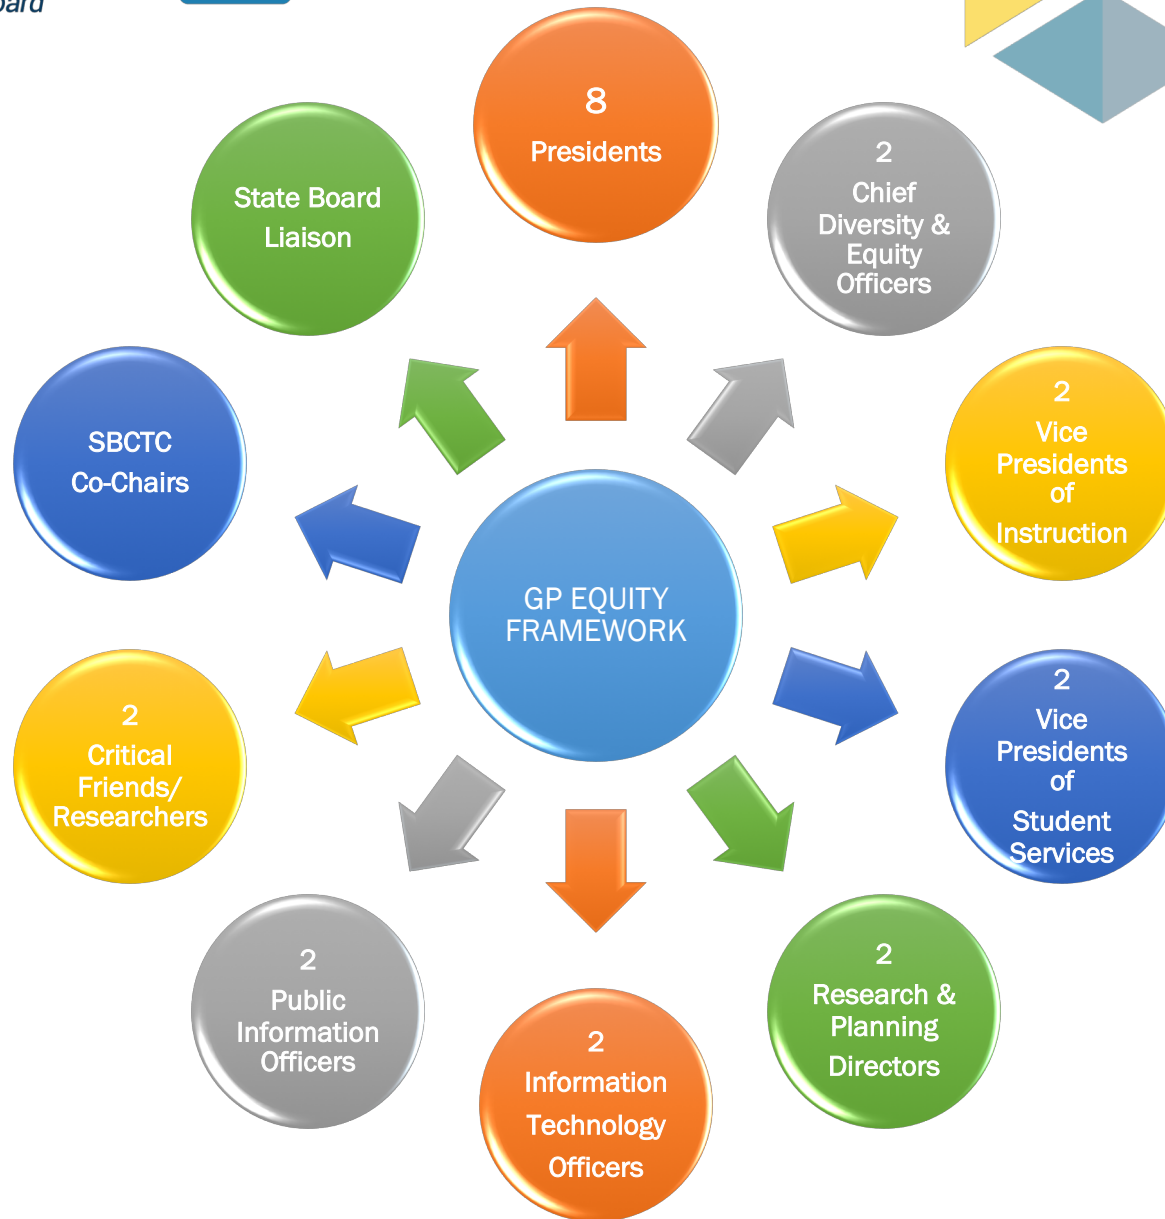 8
Presidents
2
Chief
Diversity &
Equity
Officers
2
Vice
Presidents
of
Instruction
2
Vice
Presidents
of
Student
Services
2
Research &
Planning
Directors
2
Information
Technology
Officers
2
Public
Information
Officers
2
Critical
Friends/
Researchers
SBCTC
Co-Chairs
State Board
Liaison
GP EQUITY
FRAMEWORK